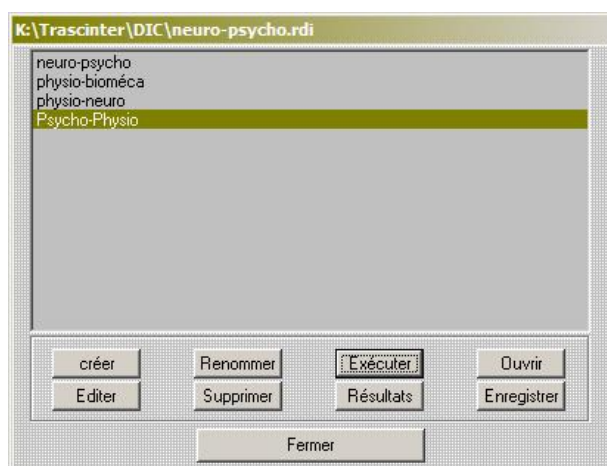 K:\Trascinter\DIC\neuro-psycho.rdi
neuro-psycho
physio-bioméca
physio-neuro
Psycho-Physio
créer Renommer Exécuter Ouvrir
Editer Supprimer Résultats Enregistrer
Fermer